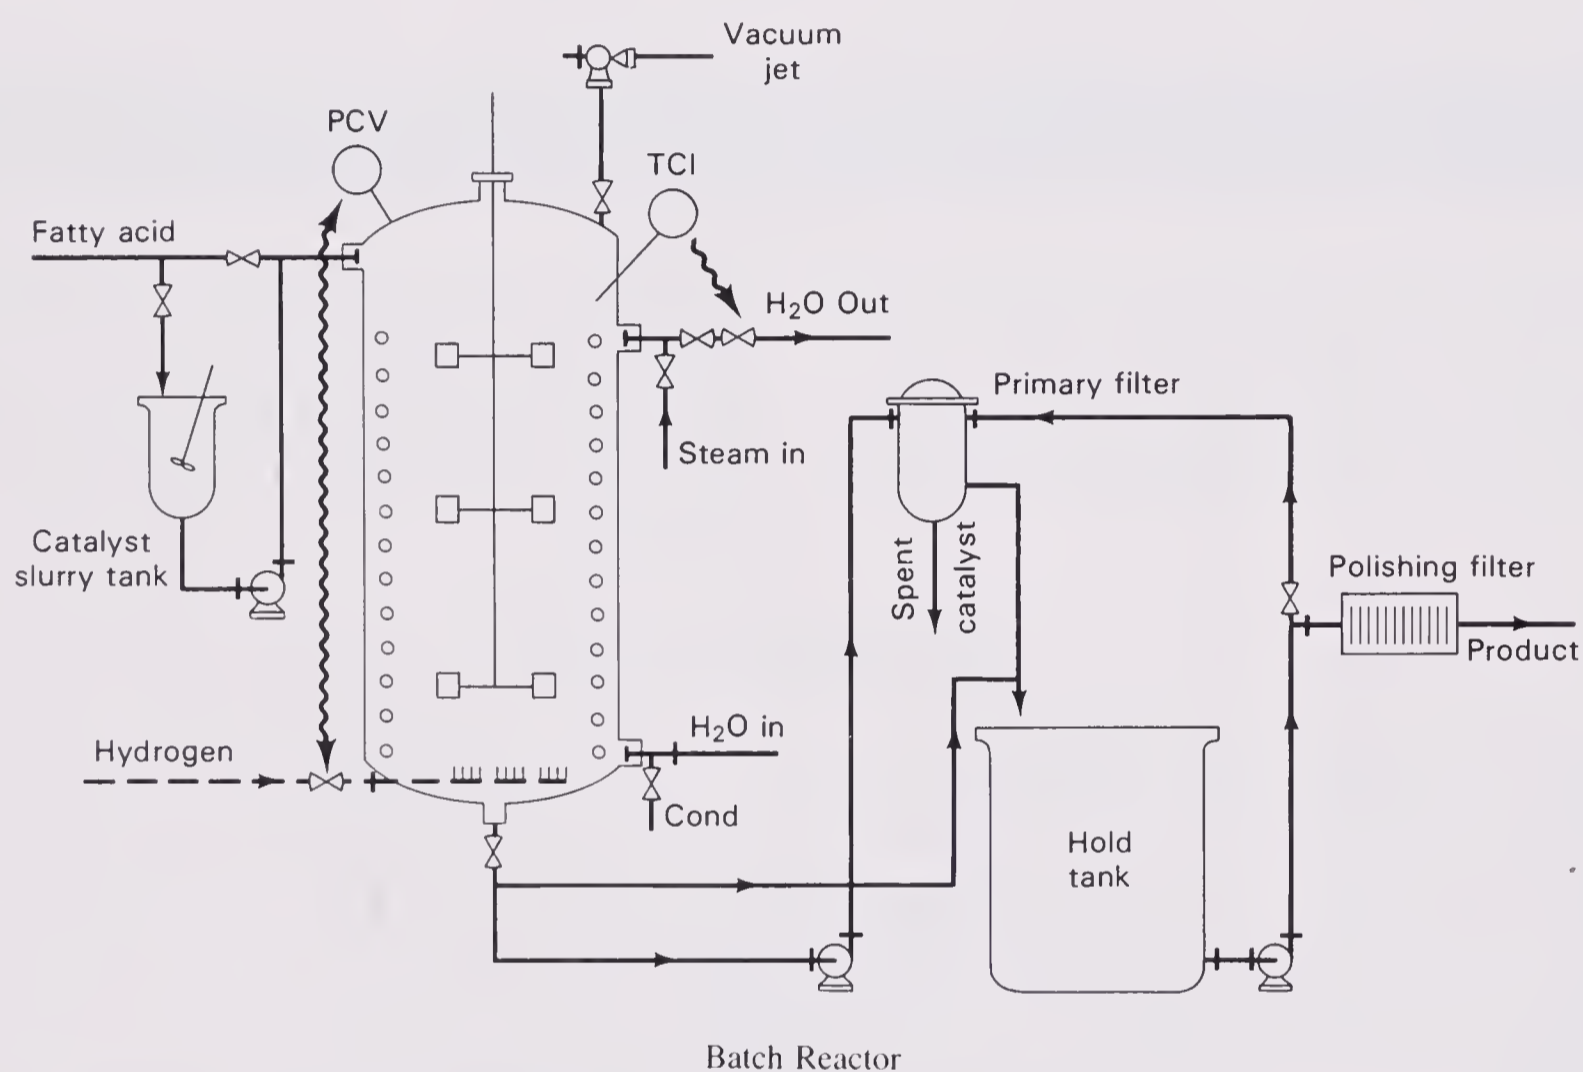 Vacuum
jet
PCV
TCI
Fatty acid
H₂O Out
Primary filter
Steam in
Catalyst
slurry tank
Spent
catalyst
Polishing filter
Product
H₂O in
Hydrogen
Cond
Hold
tank
Batch Reactor